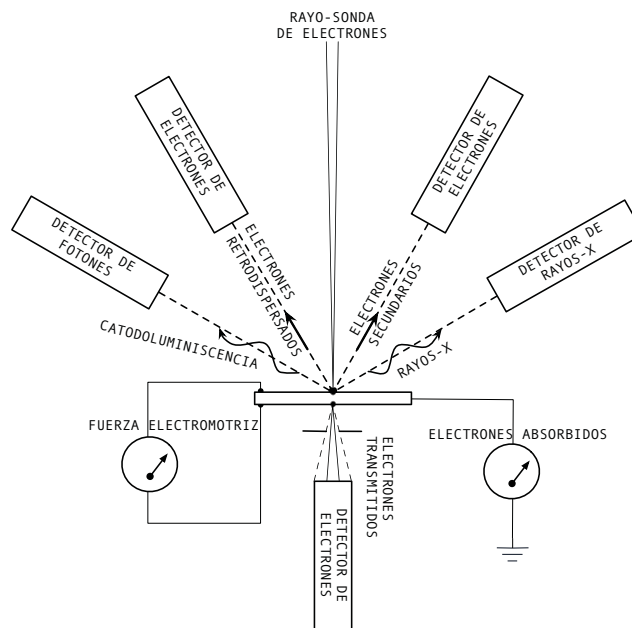 RAYO-SONDA
DE ELECTRONES
DETECTOR DE
ELECTRONES
DETECTOR DE
ELECTRONES
DETECTOR DE
FOTONES
DETECTOR DE
RAYOS-X
ELECTRONES
RETRODISPERSADOS
ELECTRONES
SECUNDARIOS
CATODOLUMINISCENCIA
RAYOS-X
FUERZA ELECTROMOTRIZ
ELECTRONES ABSORBIDOS
ELECTRONES
TRANSMITIDOS
DETECTOR DE
ELECTRONES